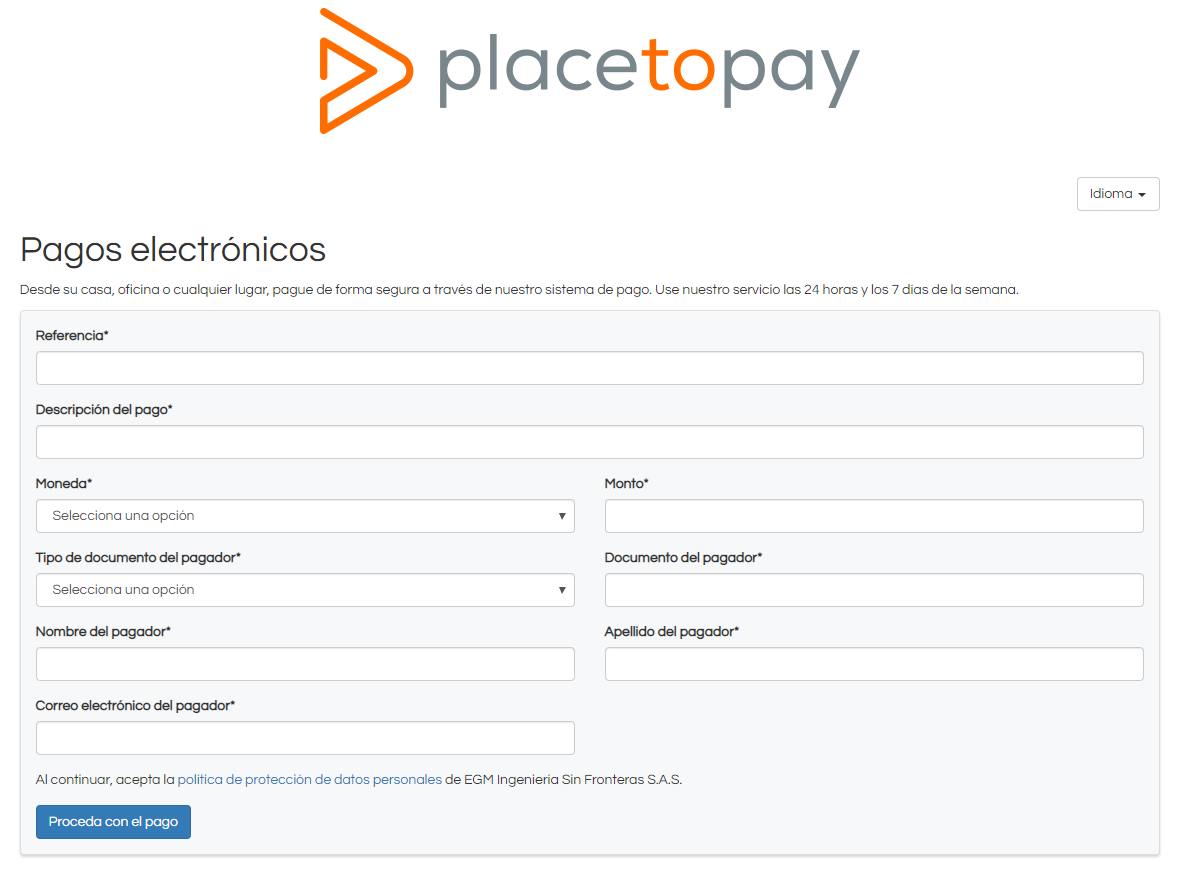 placetopay
Idioma
Pagos electrónicos
Desde su casa, oficina o cualquier lugar, pague de forma segura a través de nuestro sistema de pago. Use nuestro servicio las 24 horas y los 7 días de la semana.
Referencia*
Descripción del pago*
Moneda* Monto*
Selecciona una opción
Tipo de documento del pagador* Documento del pagador*
Selecciona una opción
Nombre del pagador* Apellido del pagador*
Correo electrónico del pagador*
Al continuar, acepta la política de protección de datos personales de EGM Ingenieria Sin Fronteras S.A.S.
Proceda con el pago